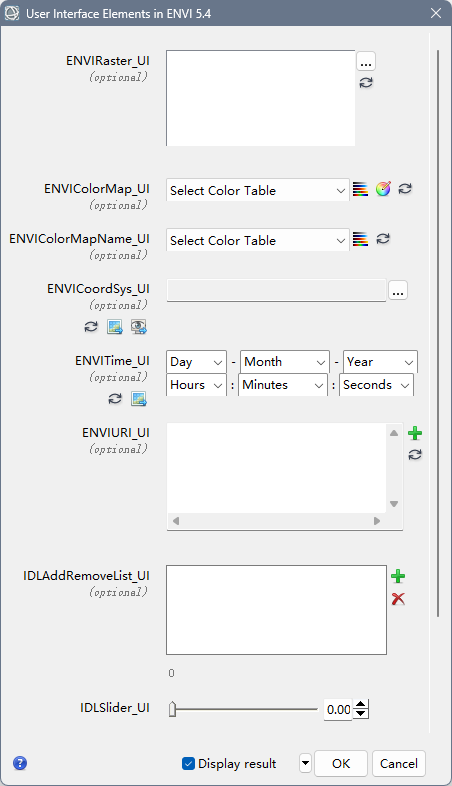 User Interface Elements in ENVI 5.4
ENVIRaster_UI
(optional)
...
ENVIColorMap_UI
(optional)
Select Color Table
ENVIColorMapName_UI
(optional)
Select Color Table
ENVICoordSys_UI
(optional)
...
ENVITime_UI
(optional)
Day - Month - Year
Hours : Minutes : Seconds
ENVIURI_UI
(optional)
IDLAddRemoveList_UI
(optional)
0
IDLSlider_UI
0.00
? Display result OK Cancel